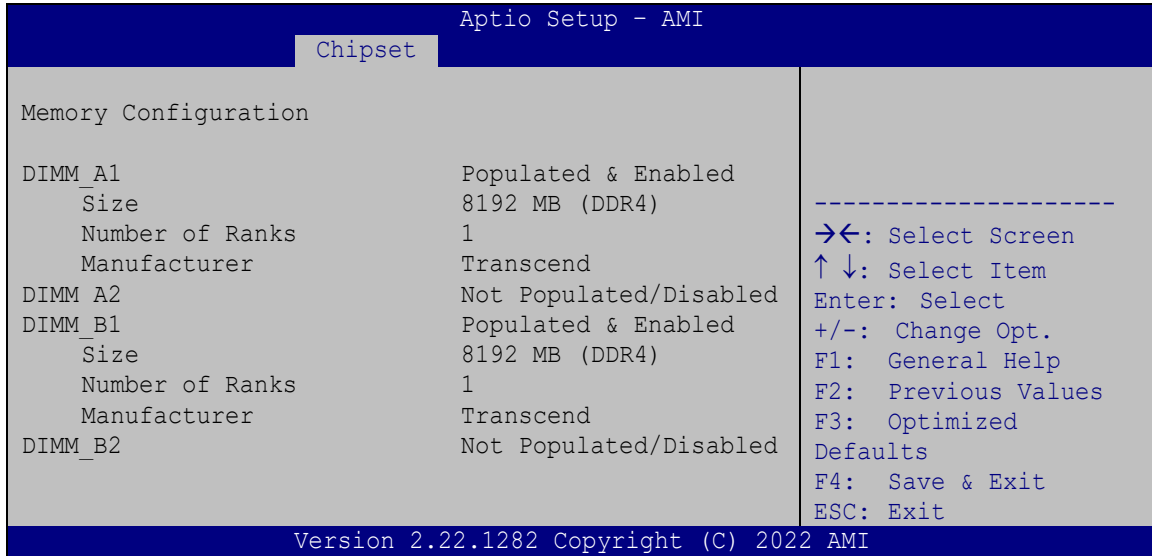 Aptio Setup – AMI
Chipset
Memory Configuration
DIMM_A1 Populated & Enabled
Size 8192 MB (DDR4)
Number of Ranks 1
Manufacturer Transcend
DIMM A2 Not Populated/Disabled
DIMM_B1 Populated & Enabled
Size 8192 MB (DDR4)
Number of Ranks 1
Manufacturer Transcend
DIMM_B2 Not Populated/Disabled
---------------------
→←: Select Screen
↑ ↓: Select Item
Enter: Select
+/-: Change Opt.
F1: General Help
F2: Previous Values
F3: Optimized
Defaults
F4: Save & Exit
ESC: Exit
Version 2.22.1282 Copyright (C) 2022 AMI